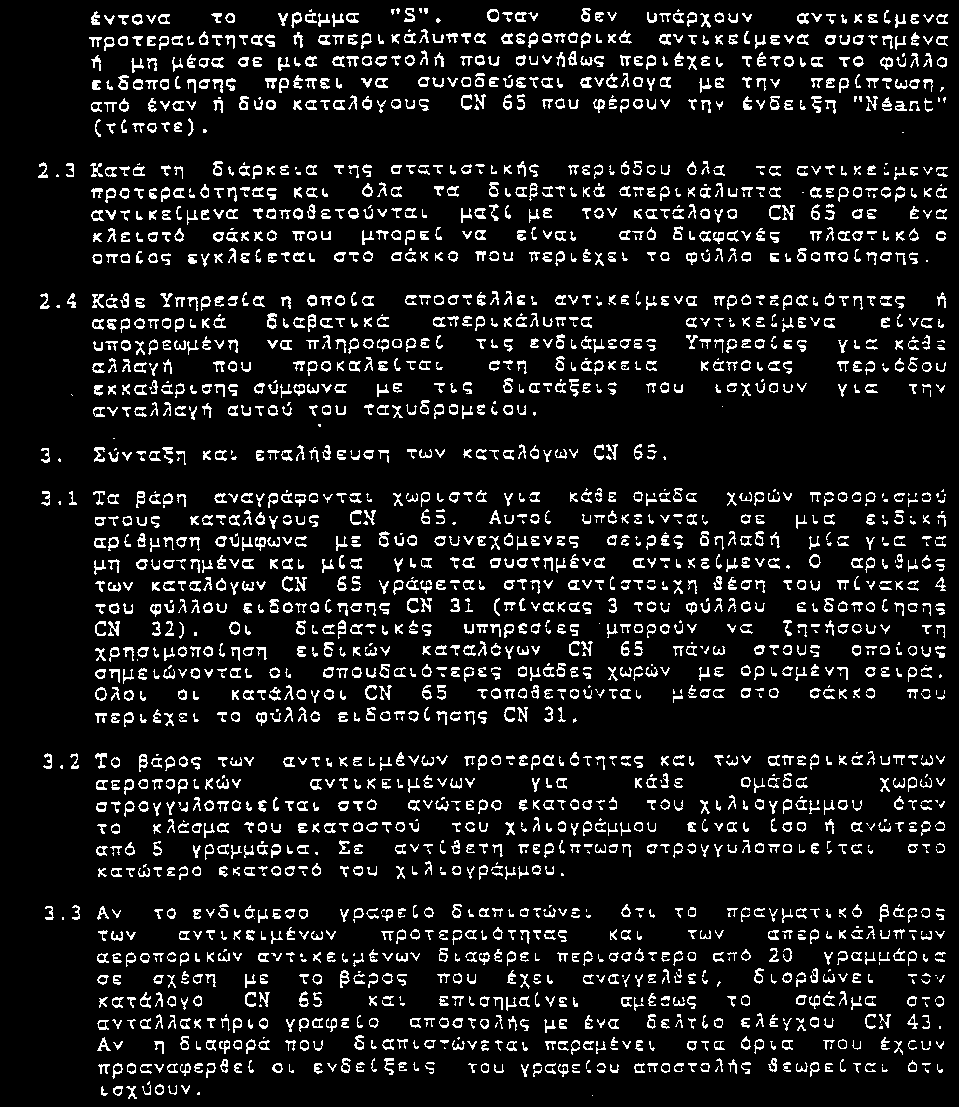 έντονα το γράμμα "S". Οταν δεν υπάρχουν αντικείμενα
προτεραιότητας ή απερικάλυπτα αεροπορικά αντικείμενα συστημένα
ή μη μέσα σε μια αποστολή που συνήθως περιέχει τέτοια το φύλλο
ειδοποίησης πρέπει να συνοδεύεται ανάλογα με την περίπτωση,
από έναν ή δύο καταλόγους CN 65 που φέρουν την ένδειξη "Néant"
(τίποτε).
2.3 Κατά τη διάρκεια της στατιστικής περιόδου όλα τα αντικείμενα
προτεραιότητας και όλα τα διαβατικά απερικάλυπτα αεροπορικά
αντικείμενα τοποθετούνται μαζί με τον κατάλογο CN 65 σε ένα
κλειστό σάκκο που μπορεί να είναι από διαφανές πλαστικό ο
οποίος εγκλείεται στο σάκκο που περιέχει το φύλλο ειδοποίησης.
2.4 Κάθε Υπηρεσία η οποία αποστέλλει αντικείμενα προτεραιότητας ή
αεροπορικά διαβατικά απερικάλυπτα αντικείμενα είναι
υποχρεωμένη να πληροφορεί τις ενδιάμεσες Υπηρεσίες για κάθε
αλλαγή που προκαλείται στη διάρκεια κάποιας περιόδου
εκκαθάρισης σύμφωνα με τις διατάξεις που ισχύουν για την
ανταλλαγή αυτού του ταχυδρομείου.
3. Σύνταξη και επαλήθευση των καταλόγων CN 65.
3.1 Τα βάρη αναγράφονται χωριστά για κάθε ομάδα χωρών προορισμού
στους καταλόγους CN 65. Αυτοί υπόκεινται σε μια ειδική
αρίθμηση σύμφωνα με δύο συνεχόμενες σειρές δηλαδή μία για τα
μη συστημένα και μία για τα συστημένα αντικείμενα. Ο αριθμός
των καταλόγων CN 65 γράφεται στην αντίστοιχη θέση του πίνακα 4
του φύλλου ειδοποίησης CN 31 (πίνακας 3 του φύλλου ειδοποίησης
CN 32). Οι διαβατικές υπηρεσίες μπορούν να ζητήσουν τη
χρησιμοποίηση ειδικών καταλόγων CN 65 πάνω στους οποίους
σημειώνονται οι σπουδαιότερες ομάδες χωρών με ορισμένη σειρά.
Ολοι οι κατάλογοι CN 65 τοποθετούνται μέσα στο σάκκο που
περιέχει το φύλλο ειδοποίησης CN 31.
3.2 Το βάρος των αντικειμένων προτεραιότητας και των απερικάλυπτων
αεροπορικών αντικειμένων για κάθε ομάδα χωρών
στρογγυλοποιείται στο ανώτερο εκατοστό του χιλιογράμμου όταν
το κλάσμα του εκατοστού του χιλιογράμμου είναι ίσο ή ανώτερο
από 5 γραμμάρια. Σε αντίθετη περίπτωση στρογγυλοποιείται στο
κατώτερο εκατοστό του χιλιογράμμου.
3.3 Αν το ενδιάμεσο γραφείο διαπιστώνει ότι το πραγματικό βάρος
των αντικειμένων προτεραιότητας και των απερικάλυπτων
αεροπορικών αντικειμένων διαφέρει περισσότερο από 20 γραμμάρια
σε σχέση με το βάρος που έχει αναγγελθεί, διορθώνει τον
κατάλογο CN 65 και επισημαίνει αμέσως το σφάλμα στο
ανταλλακτήριο γραφείο αποστολής με ένα δελτίο ελέγχου CN 43.
Αν η διαφορά που διαπιστώνεται παραμένει στα όρια που έχουν
προαναφερθεί οι ενδείξεις του γραφείου αποστολής θεωρείται ότι
ισχύουν.